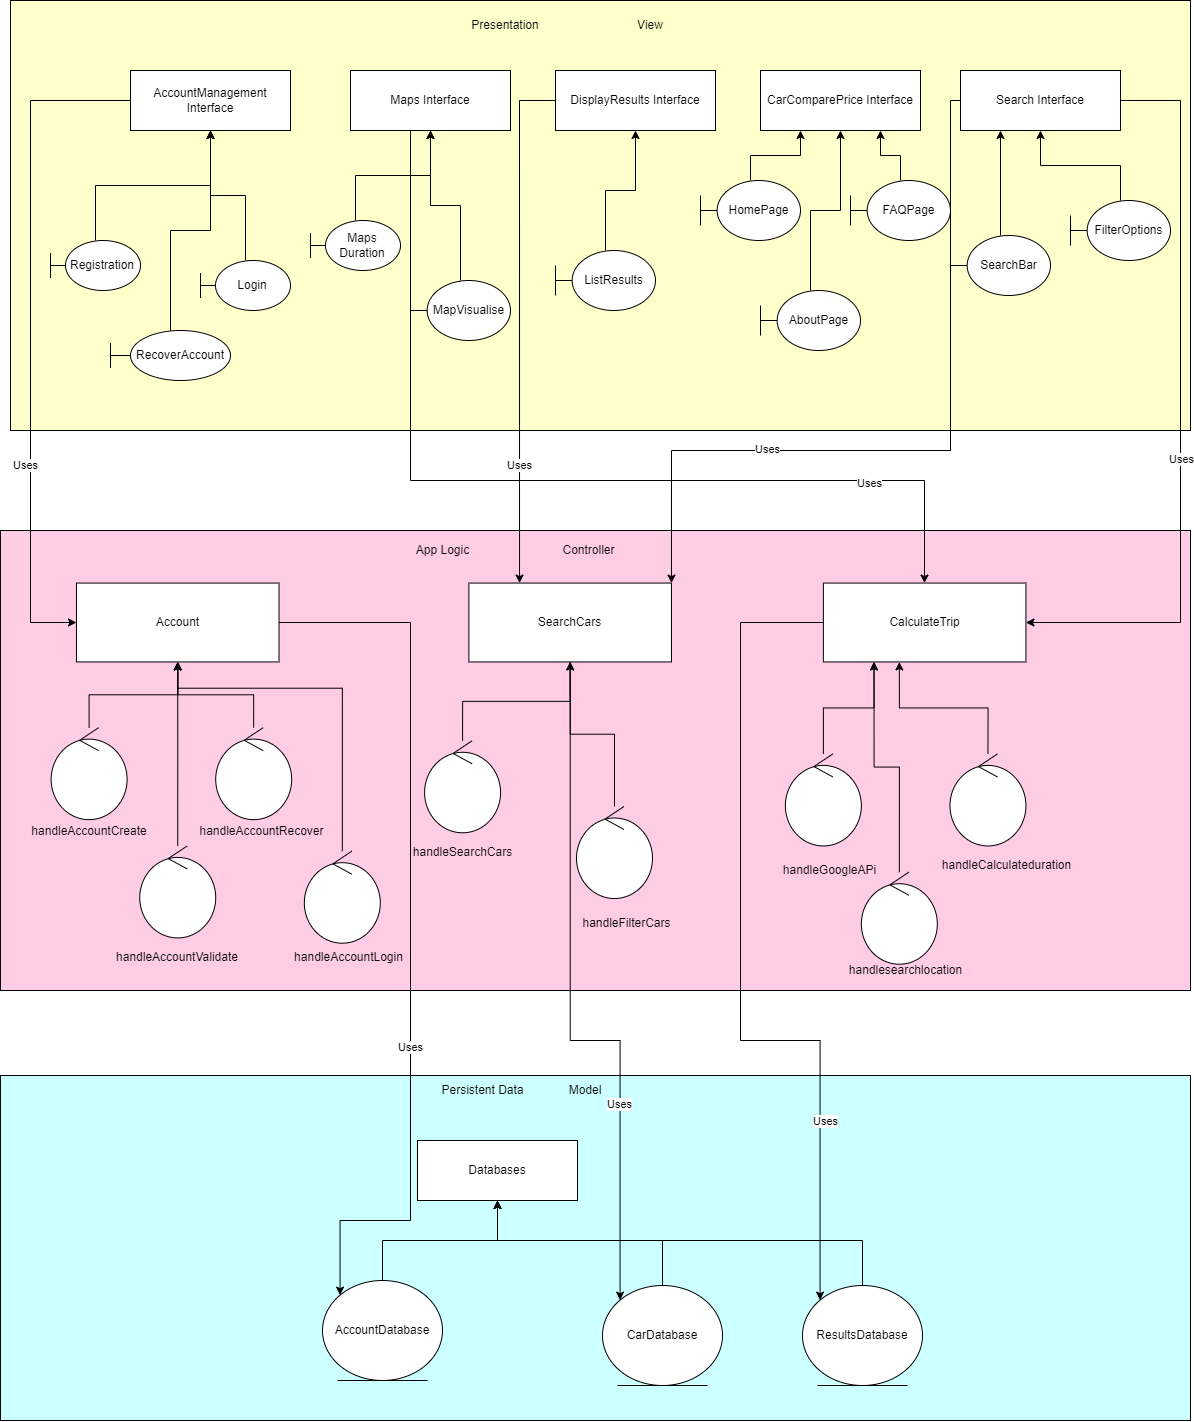 Presentation View
AccountManagement
Interface
Maps Interface
DisplayResults Interface
CarComparePrice Interface
Search Interface
HomePage
FAQPage
FilterOptions
Maps
Duration
Registration
Login
ListResults
SearchBar
MapVisualise
AboutPage
RecoverAccount
Uses
Uses
Uses
Uses
Uses
App Logic Controller
Account
SearchCars
CalculateTrip
handleAccountCreate
handleAccountRecover
handleSearchCars
handleGoogleAPi
handleCalculateduration
handleFilterCars
handleAccountValidate
handleAccountLogin
handlesearchlocation
Uses
Persistent Data Model
Uses
Uses
Databases
AccountDatabase
CarDatabase
ResultsDatabase